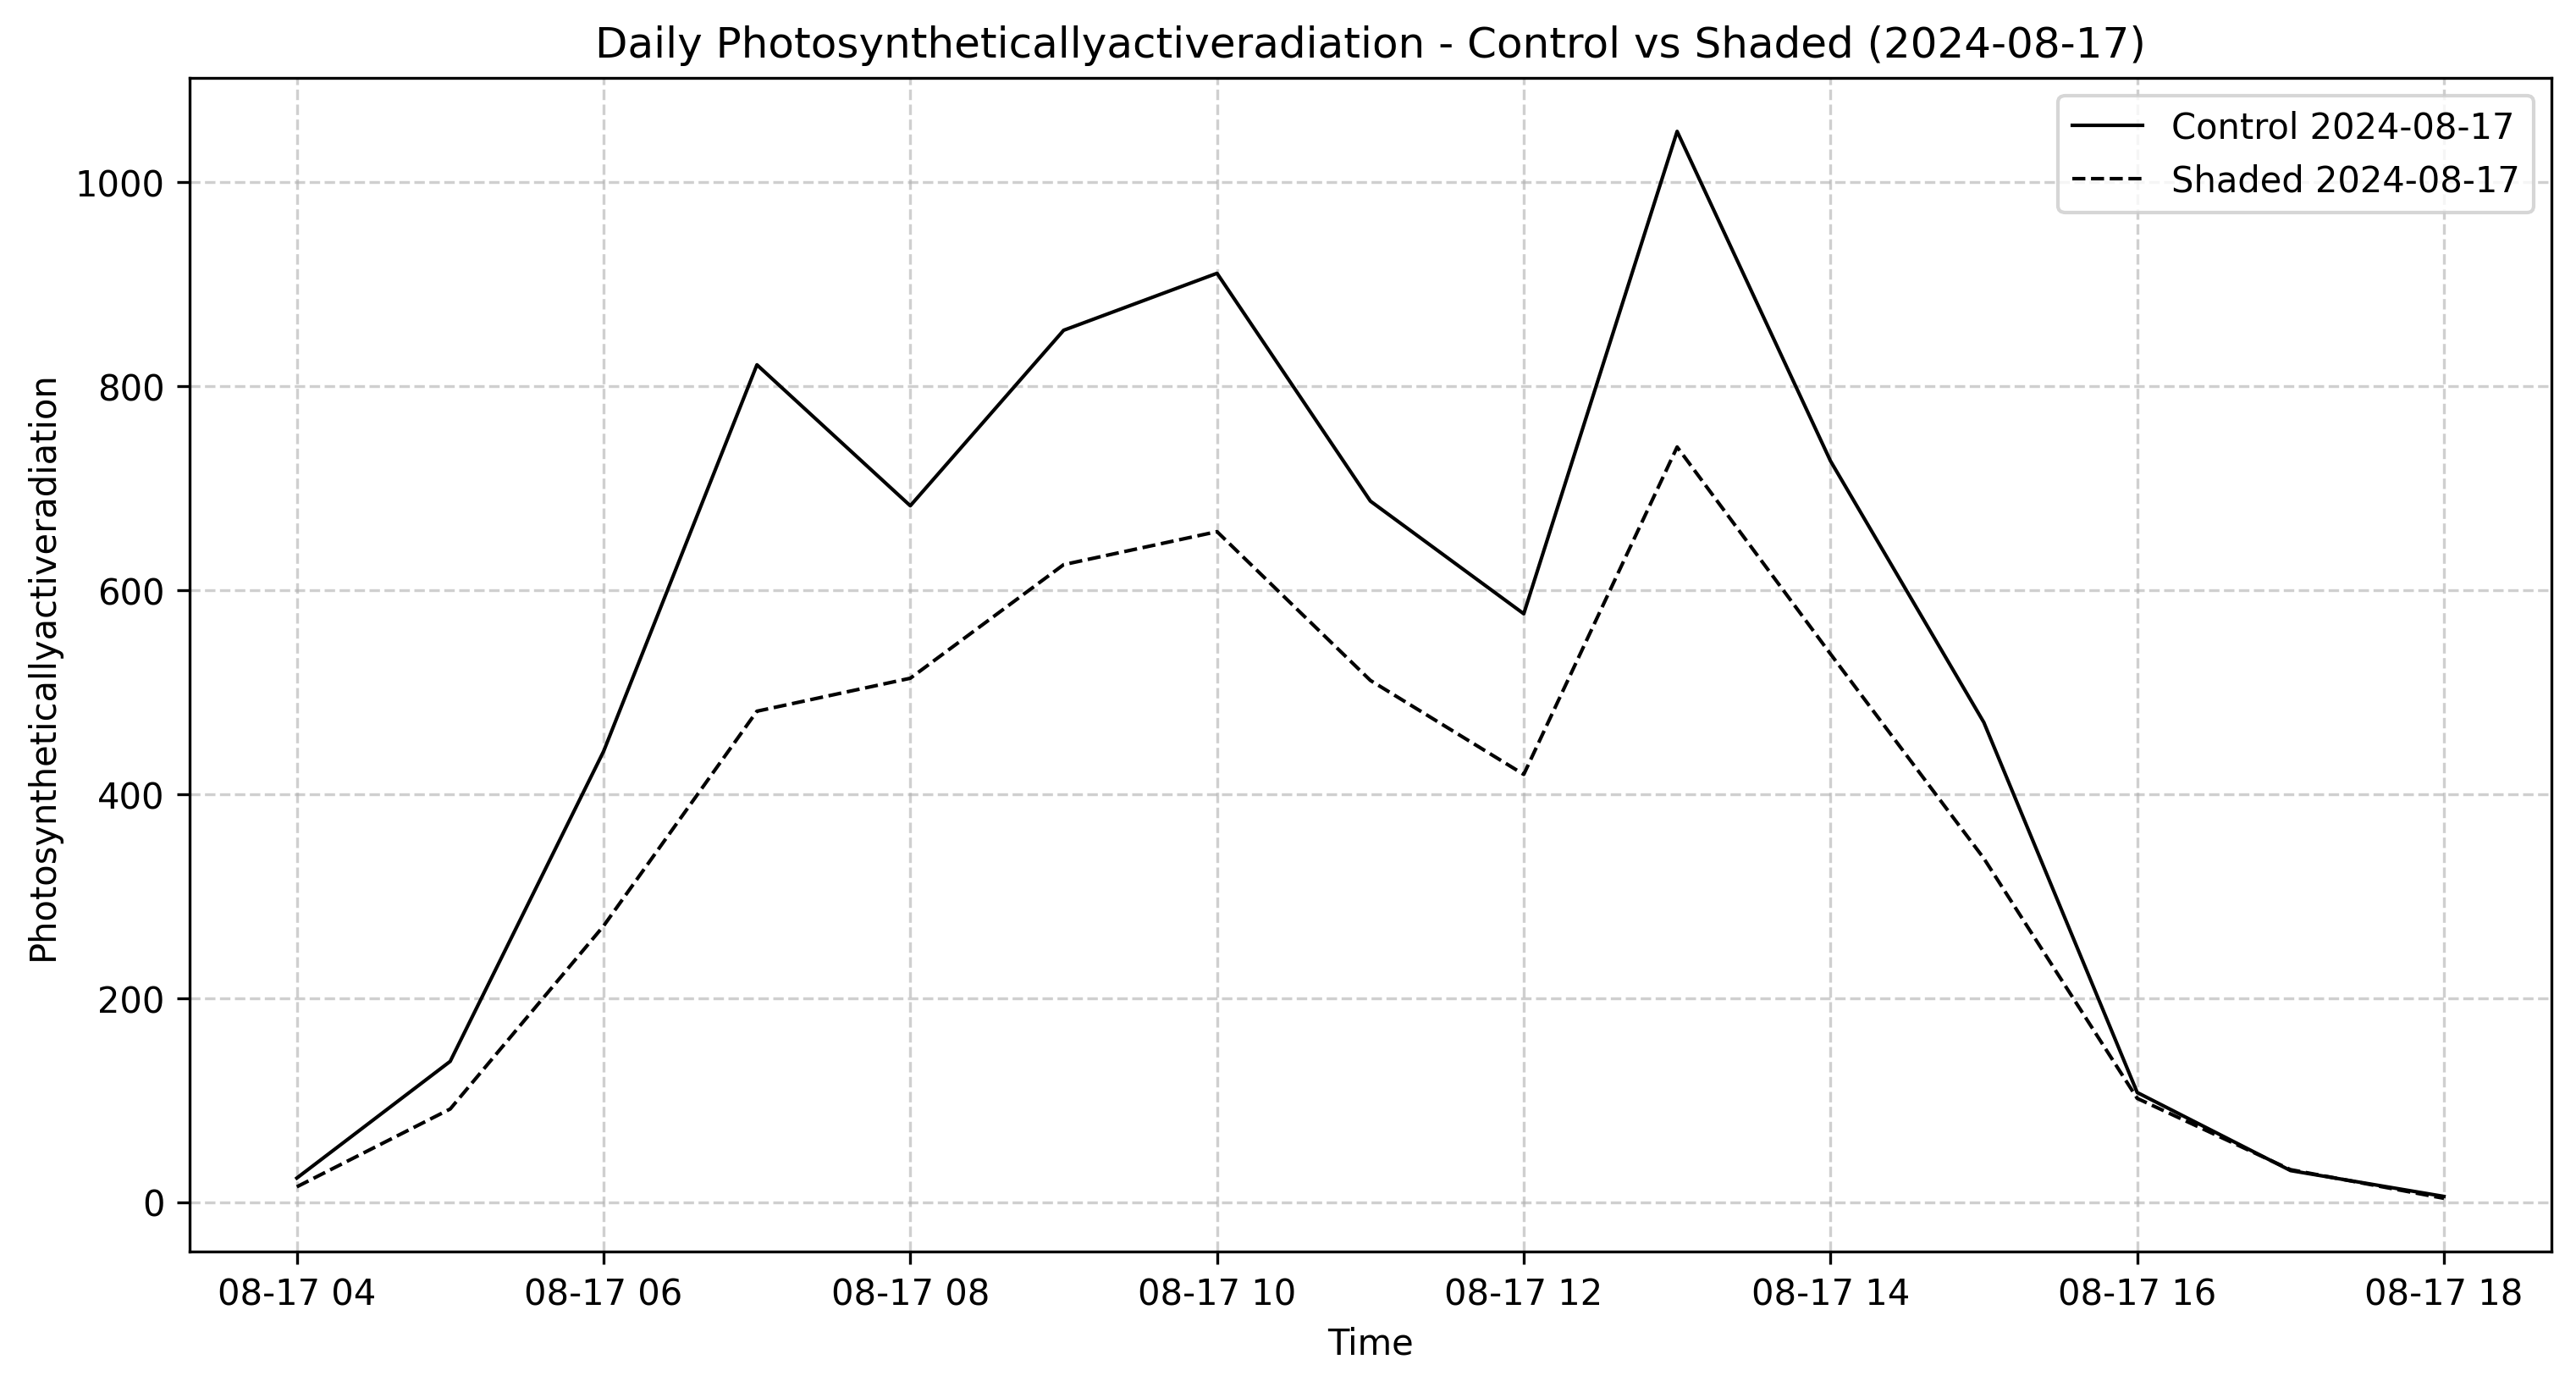 Daily Photosyntheticallyactiveradiation - Control vs Shaded (2024-08-17)
Control 2024-08-17
Shaded 2024-08-17
Photosyntheticallyactiveradiation
1000
800
600
400
200
0
08-17 04 08-17 06 08-17 08 08-17 10 08-17 12 08-17 14 08-17 16 08-17 18
Time